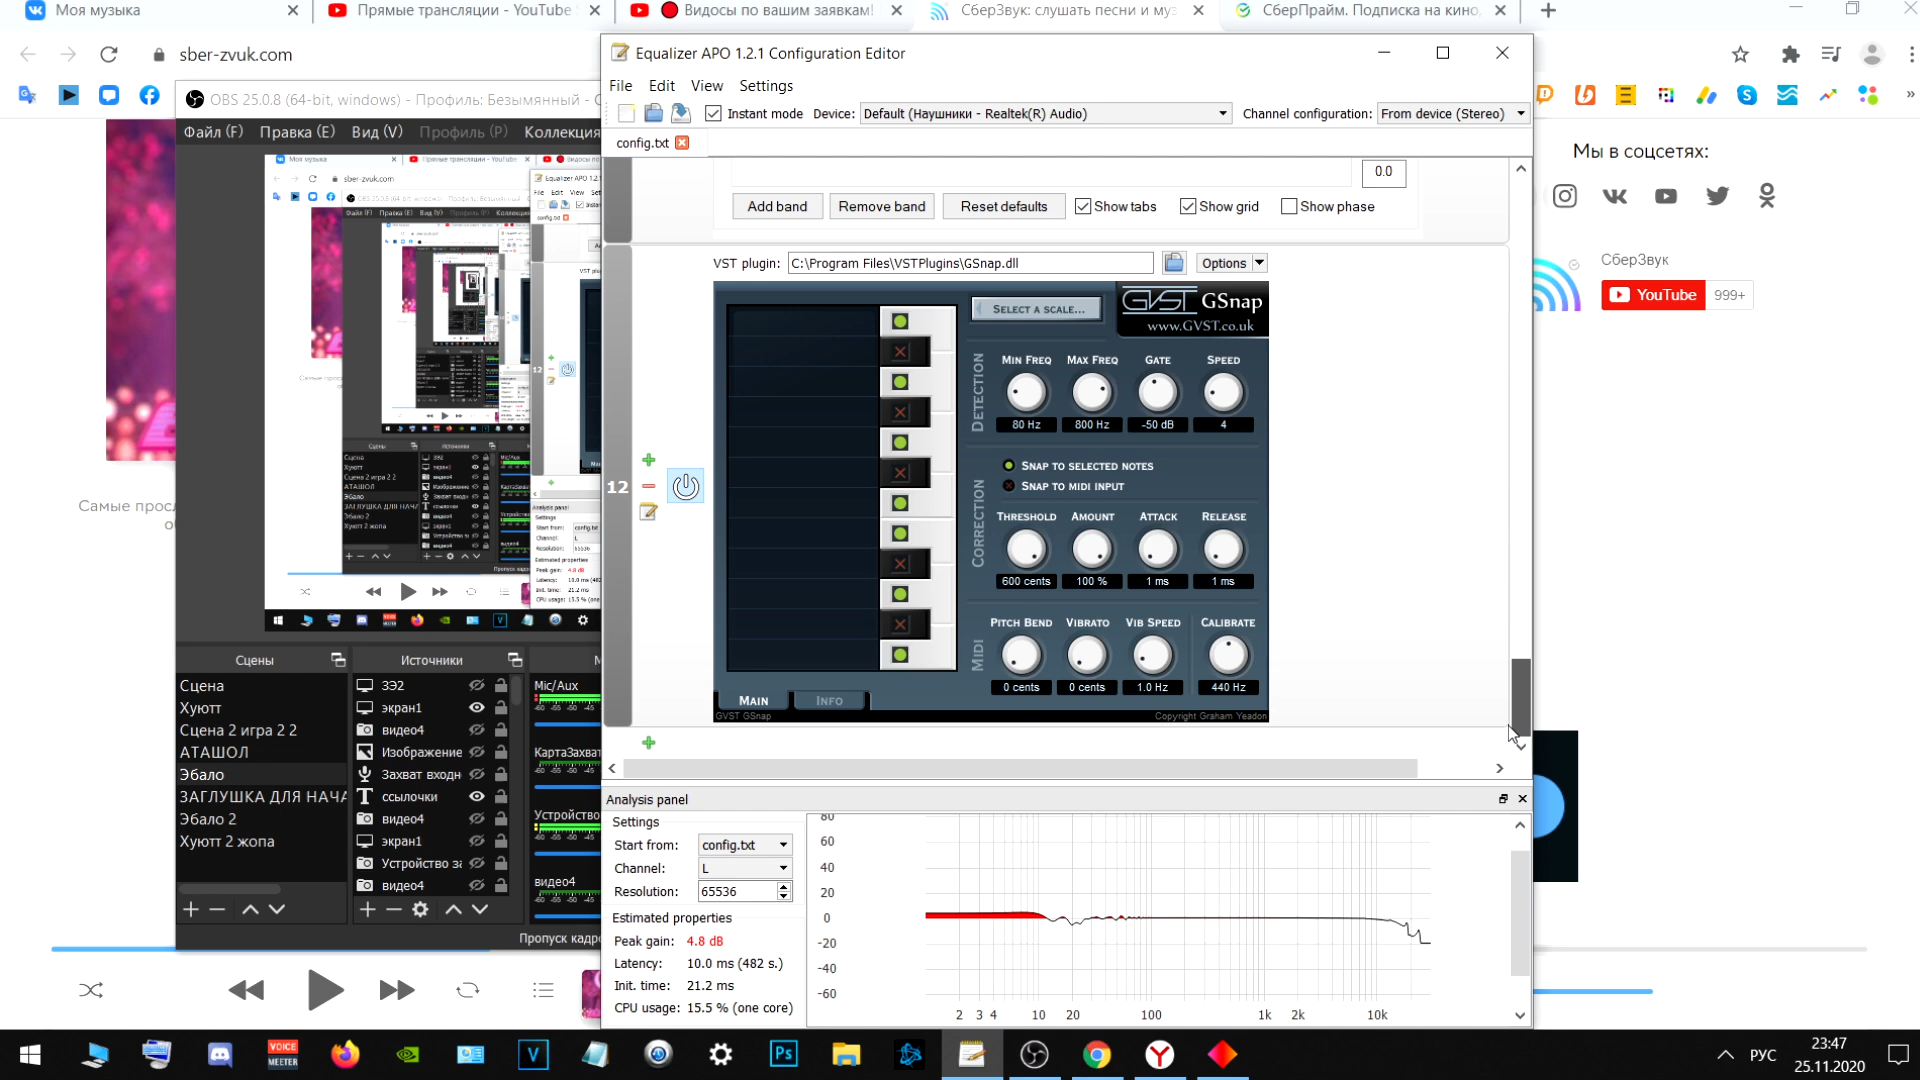 Моя музыка
Прямые трансляции - YouTube
Видосы по вашим заявкам!
СберЗвук: слушать песни и муз
СберПрайм. Подписка на кино,
sber-zvuk.com
Equalizer APO 1.2.1 Configuration Editor
File Edit View Settings
OBS 25.0.8 (64-bit, windows) - Профиль: Безымянный -
Файл (F) Правка (E) Вид (V) Профиль (P) Коллекция
Instant mode Device: Default (Наушники - Realtek(R) Audio) Channel configuration: From device (Stereo)
config.txt
Мы в соцсетях:
0.0
Add band Remove band Reset defaults Show tabs Show grid Show phase
VST plugin: C:\Program Files\VSTPlugins\GSnap.dll Options
СберЗвук
YouTube 999+
SELECT A SCALE...
GVST GSnap
www.GVST.co.uk
DETECTION
MIN FREQ MAX FREQ GATE SPEED
80 Hz 800 Hz -50 dB 4
SNAP TO SELECTED NOTES
SNAP TO MIDI INPUT
12
CORRECTION
THRESHOLD AMOUNT ATTACK RELEASE
600 cents 100 % 1 ms 1 ms
MIDI
PITCH BEND VIBRATO VIB SPEED CALIBRATE
0 cents 0 cents 1.0 Hz 440 Hz
MAIN INFO
GVST GSnap Copyright Graham Yeadon
Самые просл
Сцены
Сцена
Хуютт
Сцена 2 игра 2 2
АТАШОЛ
Эбало
ЗАГЛУШКА ДЛЯ НАЧА
Эбало 2
Хуютт 2 жопа
Источники
ЗЭ2
экран1
видео4
Изображение
Захват входн
ссылочки
видео4
экран1
Устройство за
видео4
Mic/Aux
КартаЗахват
Устройство
видео4
Пропуск кадро
Analysis panel
Settings
Start from: config.txt
Channel: L
Resolution: 65536
Estimated properties
Peak gain: 4.8 dB
Latency: 10.0 ms (482 s.)
Init. time: 21.2 ms
CPU usage: 15.5 % (one core)
80
60
40
20
0
-20
-40
-60
2 3 4 10 20 100 1k 2k 10k
VOICE MEETER
Ps
РУС
23:47
25.11.2020